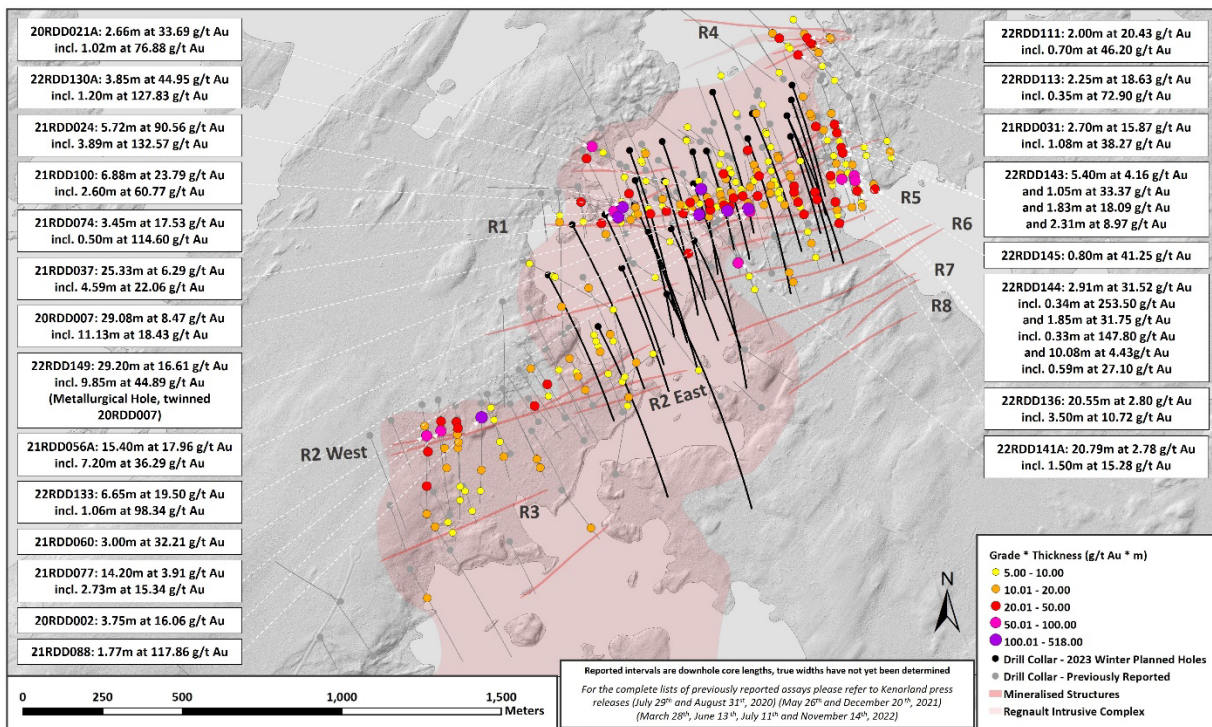 20RDD021A: 2.66m at 33.69 g/t Au
incl. 1.02m at 76.88 g/t Au
22RDD130A: 3.85m at 44.95 g/t Au
incl. 1.20m at 127.83 g/t Au
21RDD024: 5.72m at 90.56 g/t Au
incl. 3.89m at 132.57 g/t Au
21RDD100: 6.88m at 23.79 g/t Au
incl. 2.60m at 60.77 g/t Au
21RDD074: 3.45m at 17.53 g/t Au
incl. 0.50m at 114.60 g/t Au
21RDD037: 25.33m at 6.29 g/t Au
incl. 4.59m at 22.06 g/t Au
20RDD007: 29.08m at 8.47 g/t Au
incl. 11.13m at 18.43 g/t Au
22RDD149: 29.20m at 16.61 g/t Au
incl. 9.85m at 44.89 g/t Au
(Metallurgical Hole, twinned
20RDD007)
21RDD056A: 15.40m at 17.96 g/t Au
incl. 7.20m at 36.29 g/t Au
22RDD133: 6.65m at 19.50 g/t Au
incl. 1.06m at 98.34 g/t Au
21RDD060: 3.00m at 32.21 g/t Au
21RDD077: 14.20m at 3.91 g/t Au
incl. 2.73m at 15.34 g/t Au
20RDD002: 3.75m at 16.06 g/t Au
21RDD088: 1.77m at 117.86 g/t Au
R4
R1
R5
R6
R7
R8
R2 East
R2 West
R3
22RDD111: 2.00m at 20.43 g/t Au
incl. 0.70m at 46.20 g/t Au
22RDD113: 2.25m at 18.63 g/t Au
incl. 0.35m at 72.90 g/t Au
21RDD031: 2.70m at 15.87 g/t Au
incl. 1.08m at 38.27 g/t Au
22RDD143: 5.40m at 4.16 g/t Au
and 1.05m at 33.37 g/t Au
and 1.83m at 18.09 g/t Au
and 2.31m at 8.97 g/t Au
22RDD145: 0.80m at 41.25 g/t Au
22RDD144: 2.91m at 31.52 g/t Au
incl. 0.34m at 253.50 g/t Au
and 1.85m at 31.75 g/t Au
incl. 0.33m at 147.80 g/t Au
and 10.08m at 4.43g/t Au
incl. 0.59m at 27.10 g/t Au
22RDD136: 20.55m at 2.80 g/t Au
incl. 3.50m at 10.72 g/t Au
22RDD141A: 20.79m at 2.78 g/t Au
incl. 1.50m at 15.28 g/t Au
N
Grade * Thickness (g/t Au * m)
5.00 - 10.00
10.01 - 20.00
20.01 - 50.00
50.01 - 100.00
100.01 - 518.00
Drill Collar - 2023 Winter Planned Holes
Drill Collar - Previously Reported
Mineralised Structures
Regnault Intrusive Complex
0 250 500 1,000 1,500
Meters
Reported intervals are downhole core lengths, true widths have not yet been determined
For the complete lists of previously reported assays please refer to Kenorland press
releases (July 29th and August 31st, 2020) (May 26th and December 20th, 2021)
(March 28th, June 13th, July 11th and November 14th, 2022)